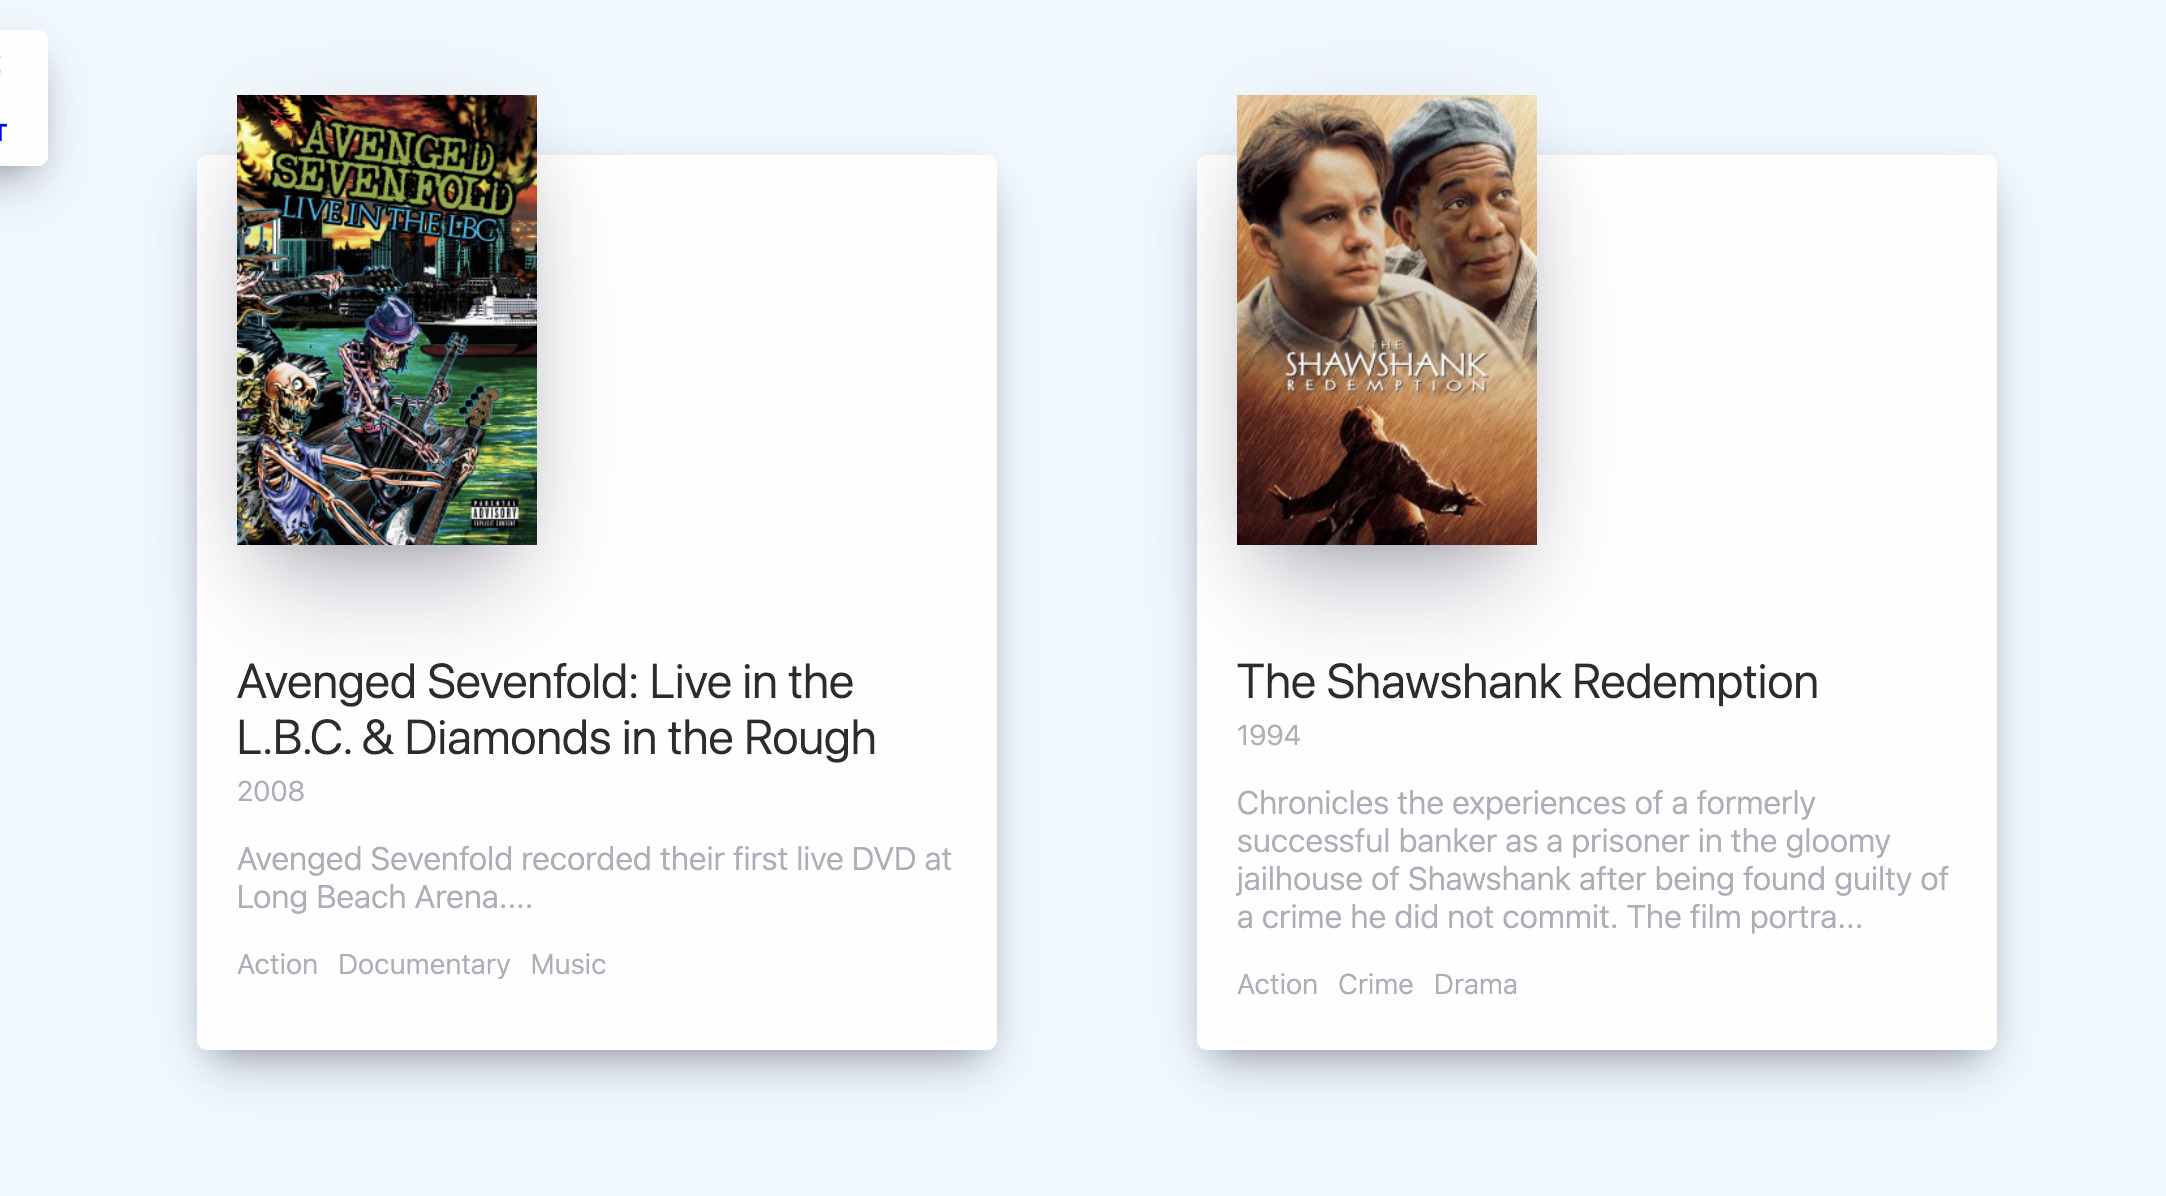 T
AVENGED
SEVENFOLD
LIVE IN THE LBC
PARENTAL
ADVISORY
EXPLICIT CONTENT
Avenged Sevenfold: Live in the
L.B.C. & Diamonds in the Rough
2008
Avenged Sevenfold recorded their first live DVD at
Long Beach Arena....
Action Documentary Music
THE
SHAWSHANK
REDEMPTION
The Shawshank Redemption
1994
Chronicles the experiences of a formerly
successful banker as a prisoner in the gloomy
jailhouse of Shawshank after being found guilty of
a crime he did not commit. The film portra...
Action Crime Drama